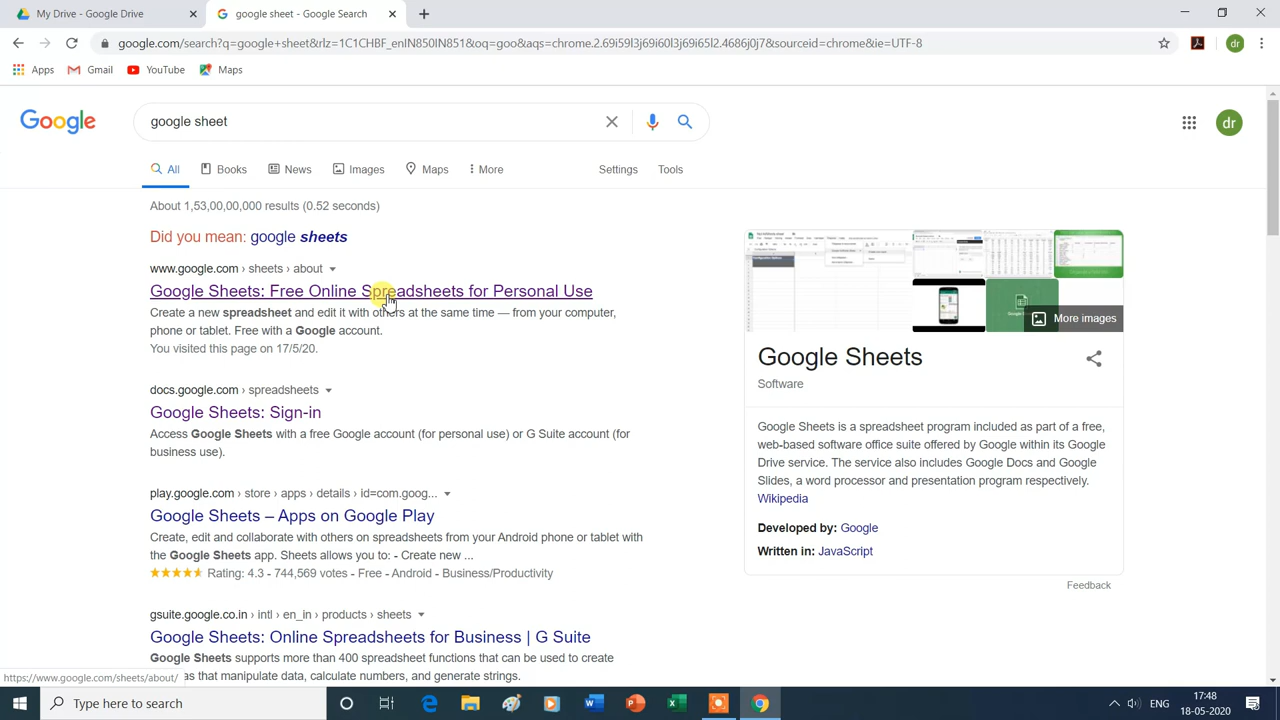 My Drive - Google Drive
google sheet - Google Search
google.com/search?q=google+sheet&rlz=1C1CHBF_enIN850IN851&oq=goo&aqs=chrome.2.69i59l3j69i60l3j69i65l2.4686j0j7&sourceid=chrome&ie=UTF-8
dr
Apps
Gmail
YouTube
Maps
Google
google sheet
dr
All
Books
News
Images
Maps
More
Settings
Tools
About 1,53,00,00,000 results (0.52 seconds)
Did you mean: google sheets
www.google.com › sheets › about
Google Sheets: Free Online Spreadsheets for Personal Use
Create a new spreadsheet and edit it with others at the same time — from your computer,
phone or tablet. Free with a Google account.
You visited this page on 17/5/20.
docs.google.com › spreadsheets
Google Sheets: Sign-in
Access Google Sheets with a free Google account (for personal use) or G Suite account (for
business use).
play.google.com › store › apps › details › id=com.goog...
Google Sheets – Apps on Google Play
Create, edit and collaborate with others on spreadsheets from your Android phone or tablet with
the Google Sheets app. Sheets allows you to: - Create new ...
Rating: 4.3 - 744,569 votes - Free - Android - Business/Productivity
gsuite.google.co.in › intl › en_in › products › sheets
Google Sheets: Online Spreadsheets for Business | G Suite
Google Sheets supports more than 400 spreadsheet functions that can be used to create
as that manipulate data, calculate numbers, and generate strings.
More images
Google Sheets
Software
Google Sheets is a spreadsheet program included as part of a free,
web-based software office suite offered by Google within its Google
Drive service. The service also includes Google Docs and Google
Slides, a word processor and presentation program respectively.
Wikipedia
Developed by: Google
Written in: JavaScript
Feedback
https://www.google.com/sheets/about/
Type here to search
ENG
17:48
18-05-2020